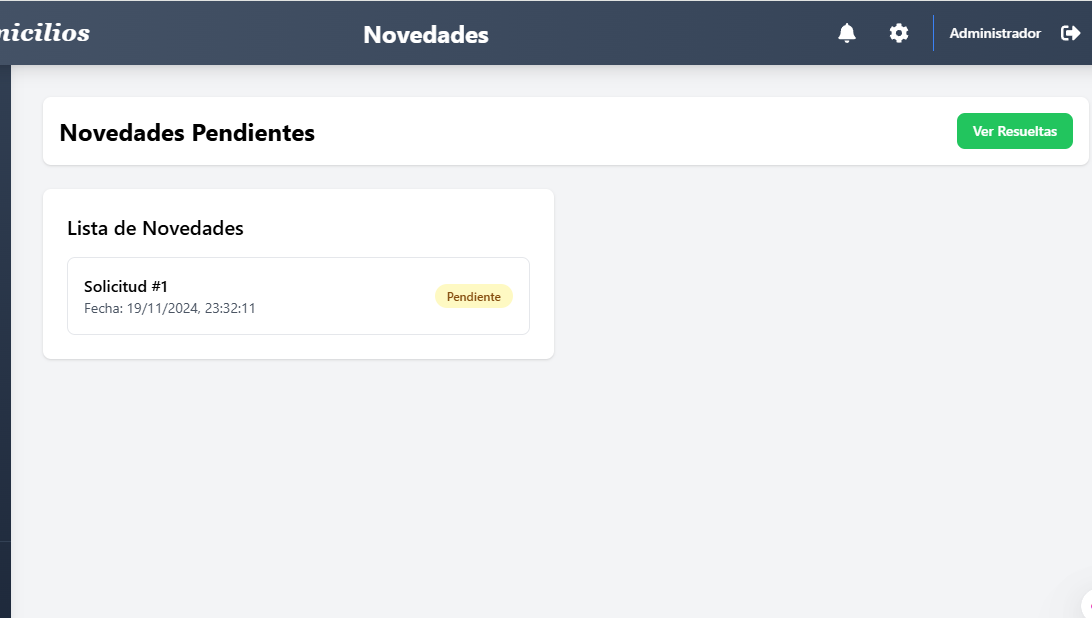 micilios
Novedades
Administrador
Novedades Pendientes
Ver Resueltas
Lista de Novedades
Solicitud #1
Fecha: 19/11/2024, 23:32:11
Pendiente